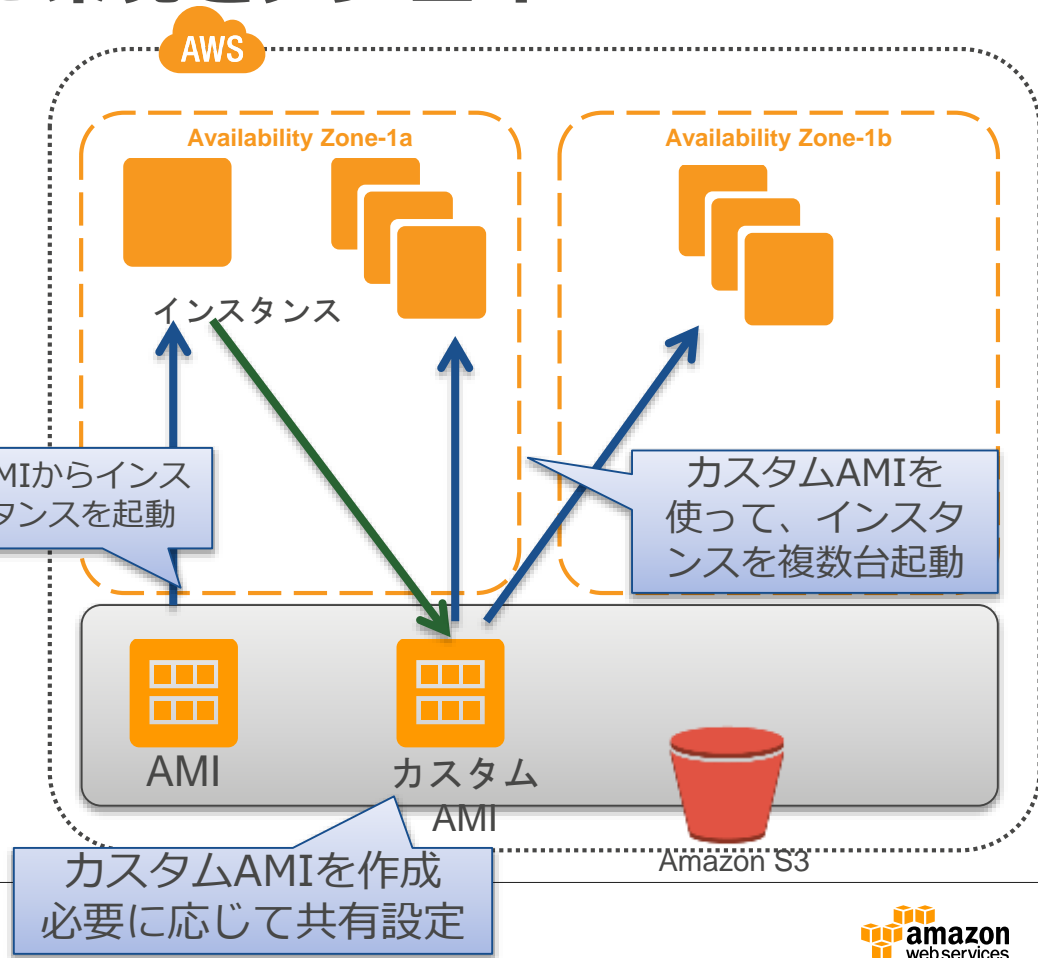 AWS
Availability Zone-1a
Availability Zone-1b
インスタンス
MIからインス
タンスを起動
カスタムAMIを
使って、インスタ
ンスを複数台起動
AMI
カスタム
AMI
Amazon S3
カスタムAMIを作成
必要に応じて共有設定
amazon
webservices